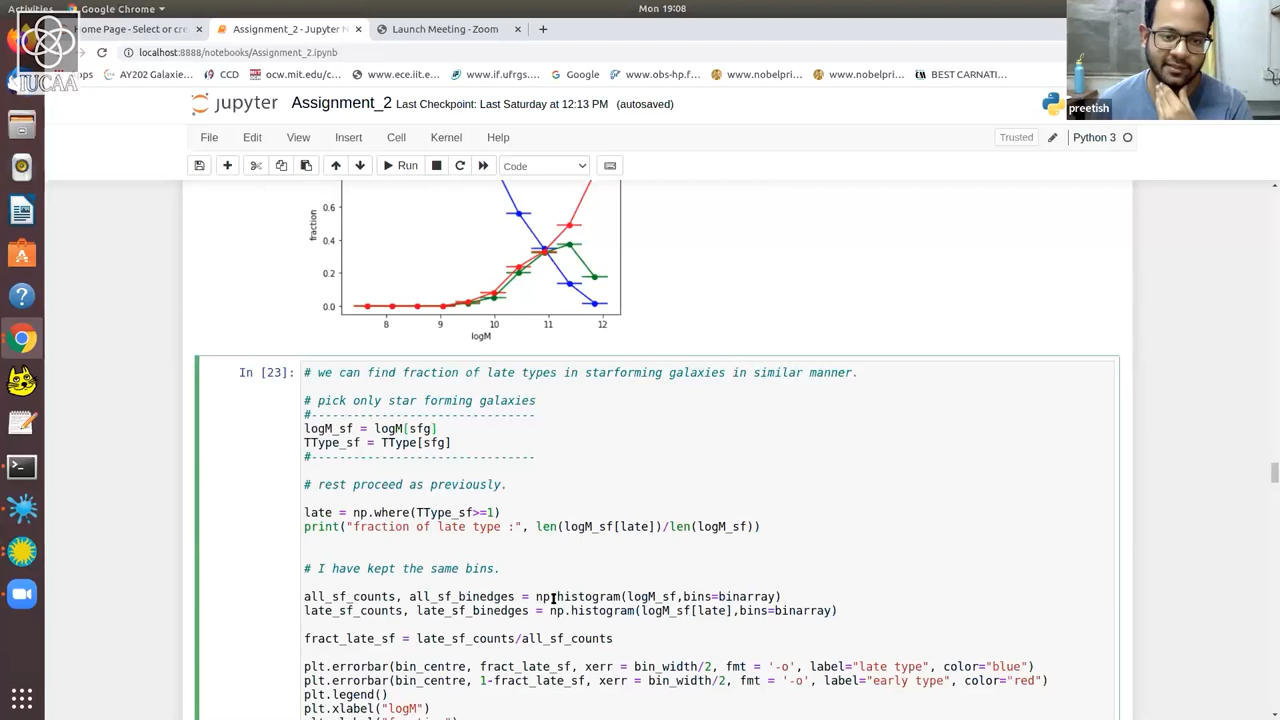 Activities
Google Chrome
Mon 19:08
Home Page - Select or cre
Assignment_2 - Jupyter N
Launch Meeting - Zoom
localhost:8888/notebooks/Assignment_2.ipynb
IUCAA
AY202 Galaxie...
CCD
ocw.mit.edu/c...
www.ece.iit.e...
www.if.ufrgs....
Google
www.obs-hp.f...
www.nobelpri...
www.nobelpri...
BEST CARNATI...
preetish
jupyter
Assignment_2
Last Checkpoint: Last Saturday at 12:13 PM
(autosaved)
File
Edit
View
Insert
Cell
Kernel
Help
Trusted
Python 3
Run
Code
fraction
0.6
0.4
0.2
0.0
8
9
10
11
12
logM
In [23]:
# we can find fraction of late types in starforming galaxies in similar manner.
# pick only star forming galaxies
#-------------------------------
logM_sf = logM[sfg]
TType_sf = TType[sfg]
#-------------------------------
# rest proceed as previously.
late = np.where(TType_sf>=1)
print("fraction of late type :", len(logM_sf[late])/len(logM_sf))
# I have kept the same bins.
all_sf_counts, all_sf_binedges = np.histogram(logM_sf,bins=binarray)
late_sf_counts, late_sf_binedges = np.histogram(logM_sf[late],bins=binarray)
fract_late_sf = late_sf_counts/all_sf_counts
plt.errorbar(bin_centre, fract_late_sf, xerr = bin_width/2, fmt = '-o', label="late type", color="blue")
plt.errorbar(bin_centre, 1-fract_late_sf, xerr = bin_width/2, fmt = '-o', label="early type", color="red")
plt.legend()
plt.xlabel("logM")